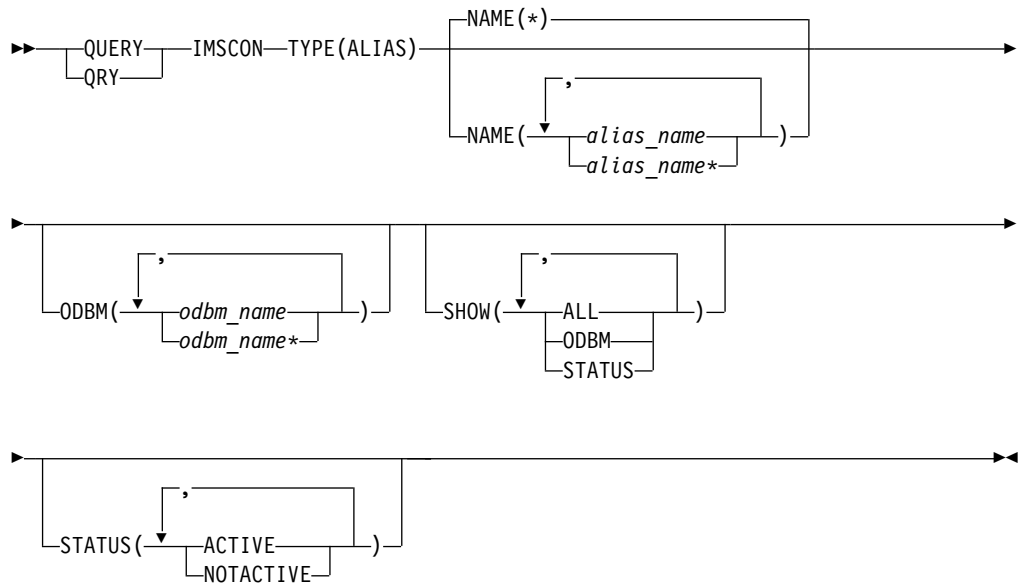 NAME(*)
QUERY IMSCON TYPE(ALIAS)
QRY
,
NAME( alias_name )
alias_name*
, ,
ODBM( odbm_name ) SHOW( ALL )
odbm_name* ODBM
STATUS
,
STATUS( ACTIVE )
NOTACTIVE